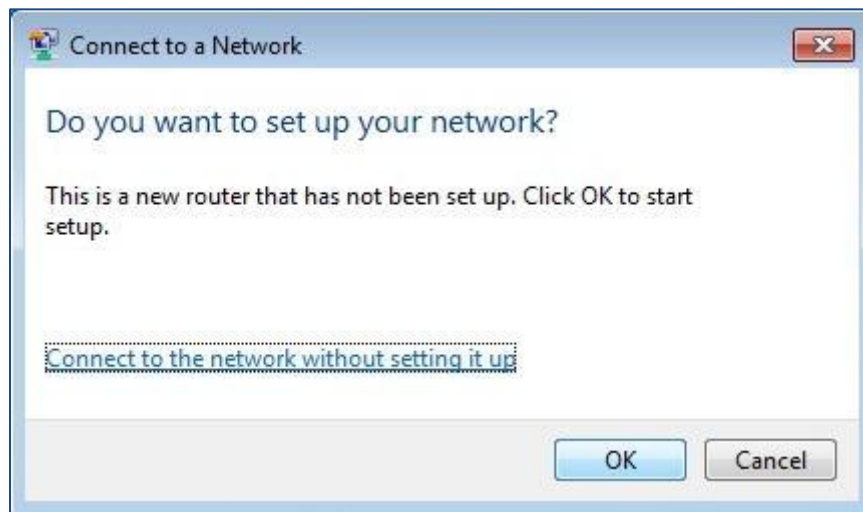 Connect to a Network
Do you want to set up your network?
This is a new router that has not been set up. Click OK to start
setup.
Connect to the network without setting it up
OK Cancel